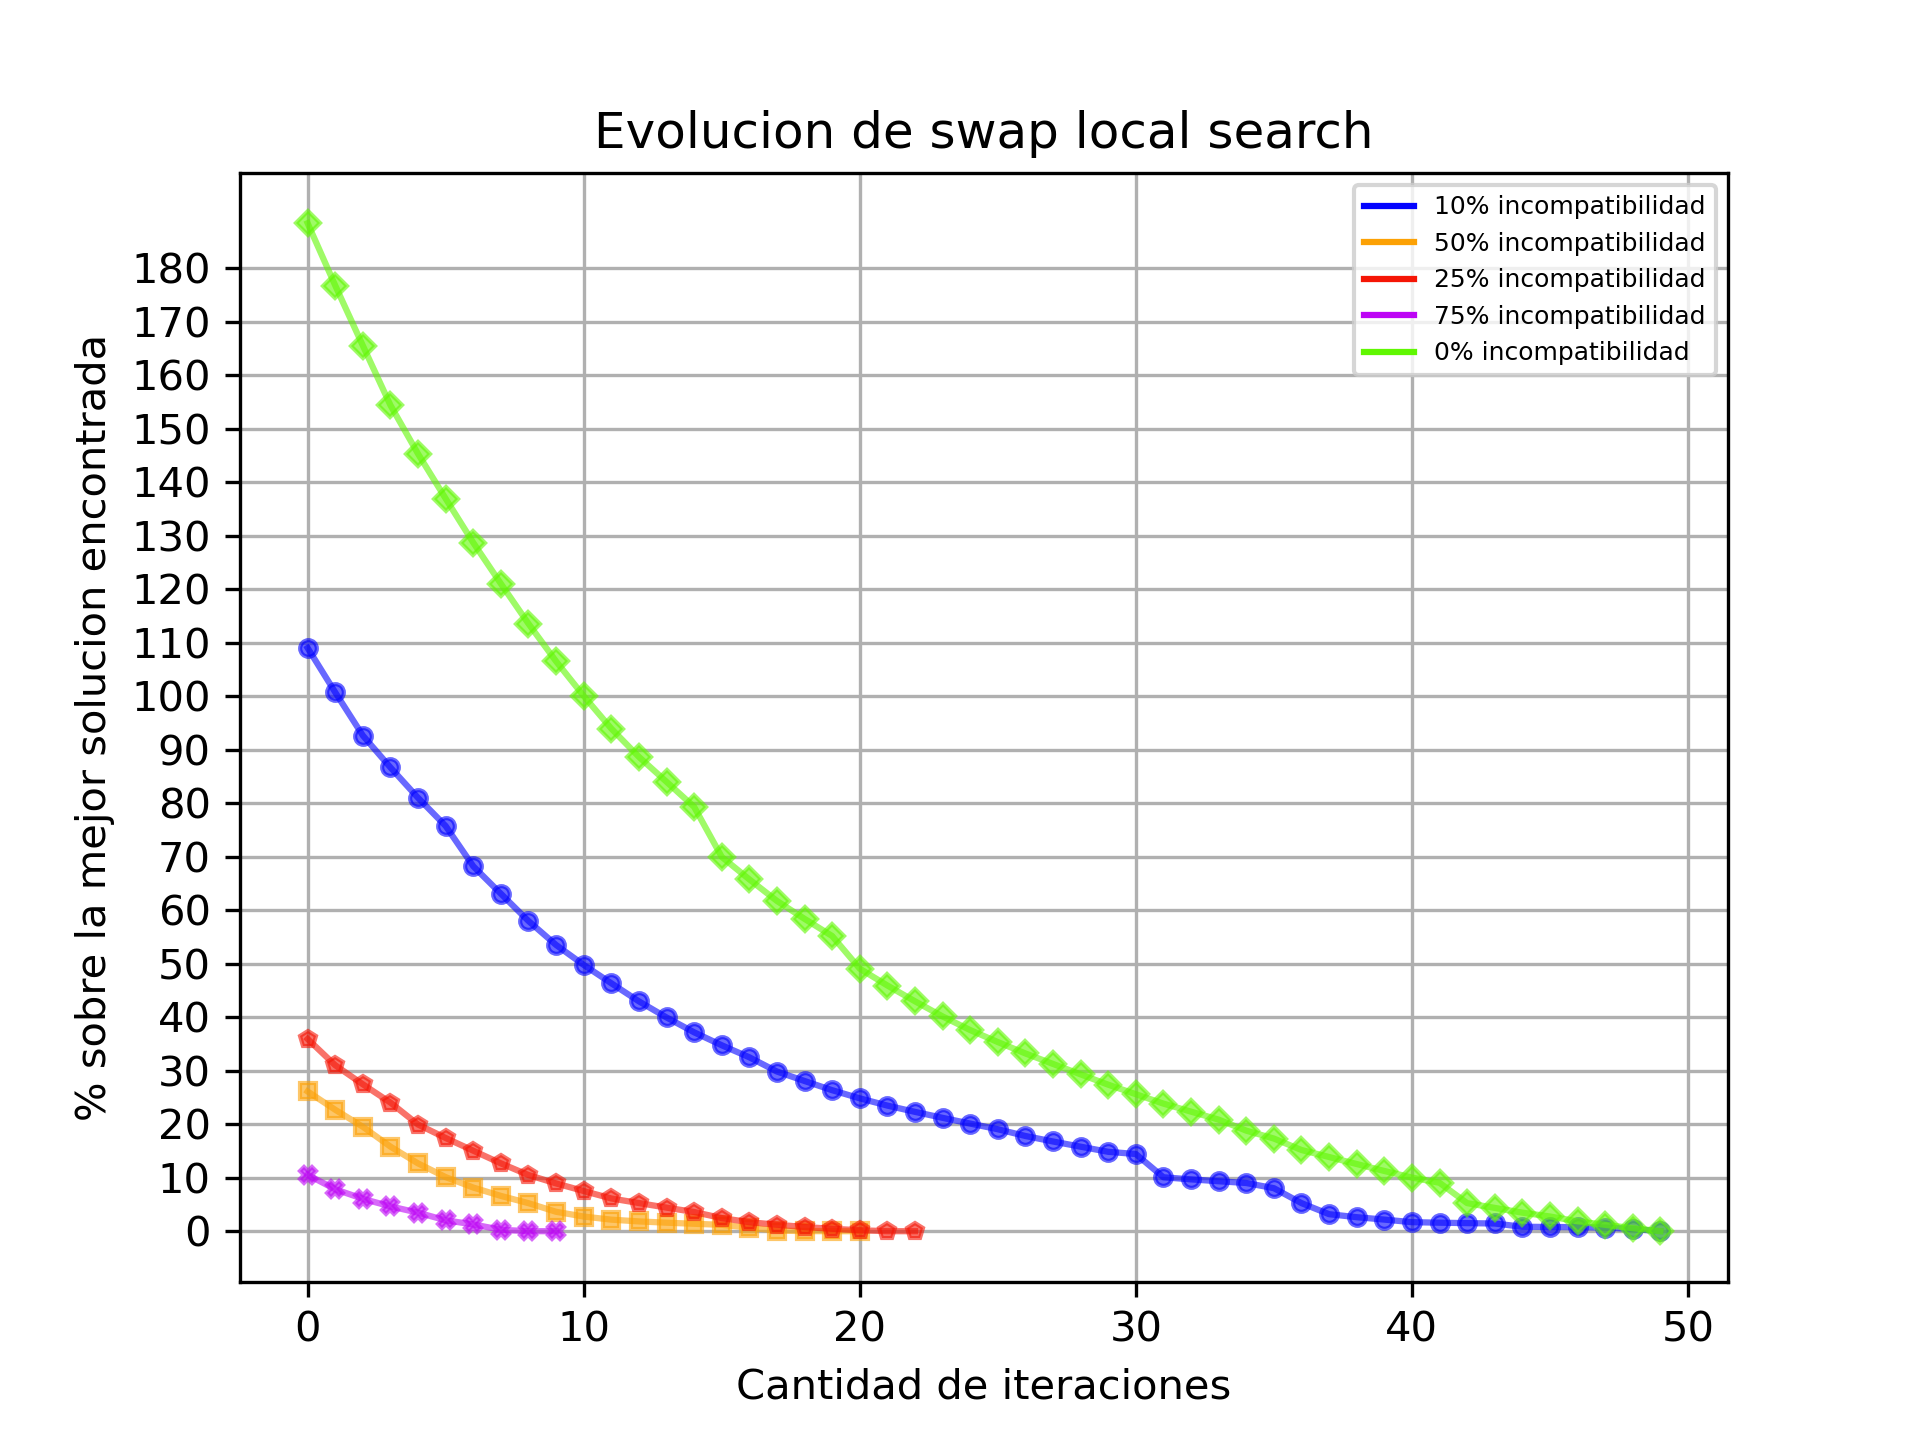 Evolucion de swap local search
10% incompatibilidad
50% incompatibilidad
25% incompatibilidad
75% incompatibilidad
0% incompatibilidad
% sobre la mejor solucion encontrada
180
170
160
150
140
130
120
110
100
90
80
70
60
50
40
30
20
10
0
0 10 20 30 40 50
Cantidad de iteraciones